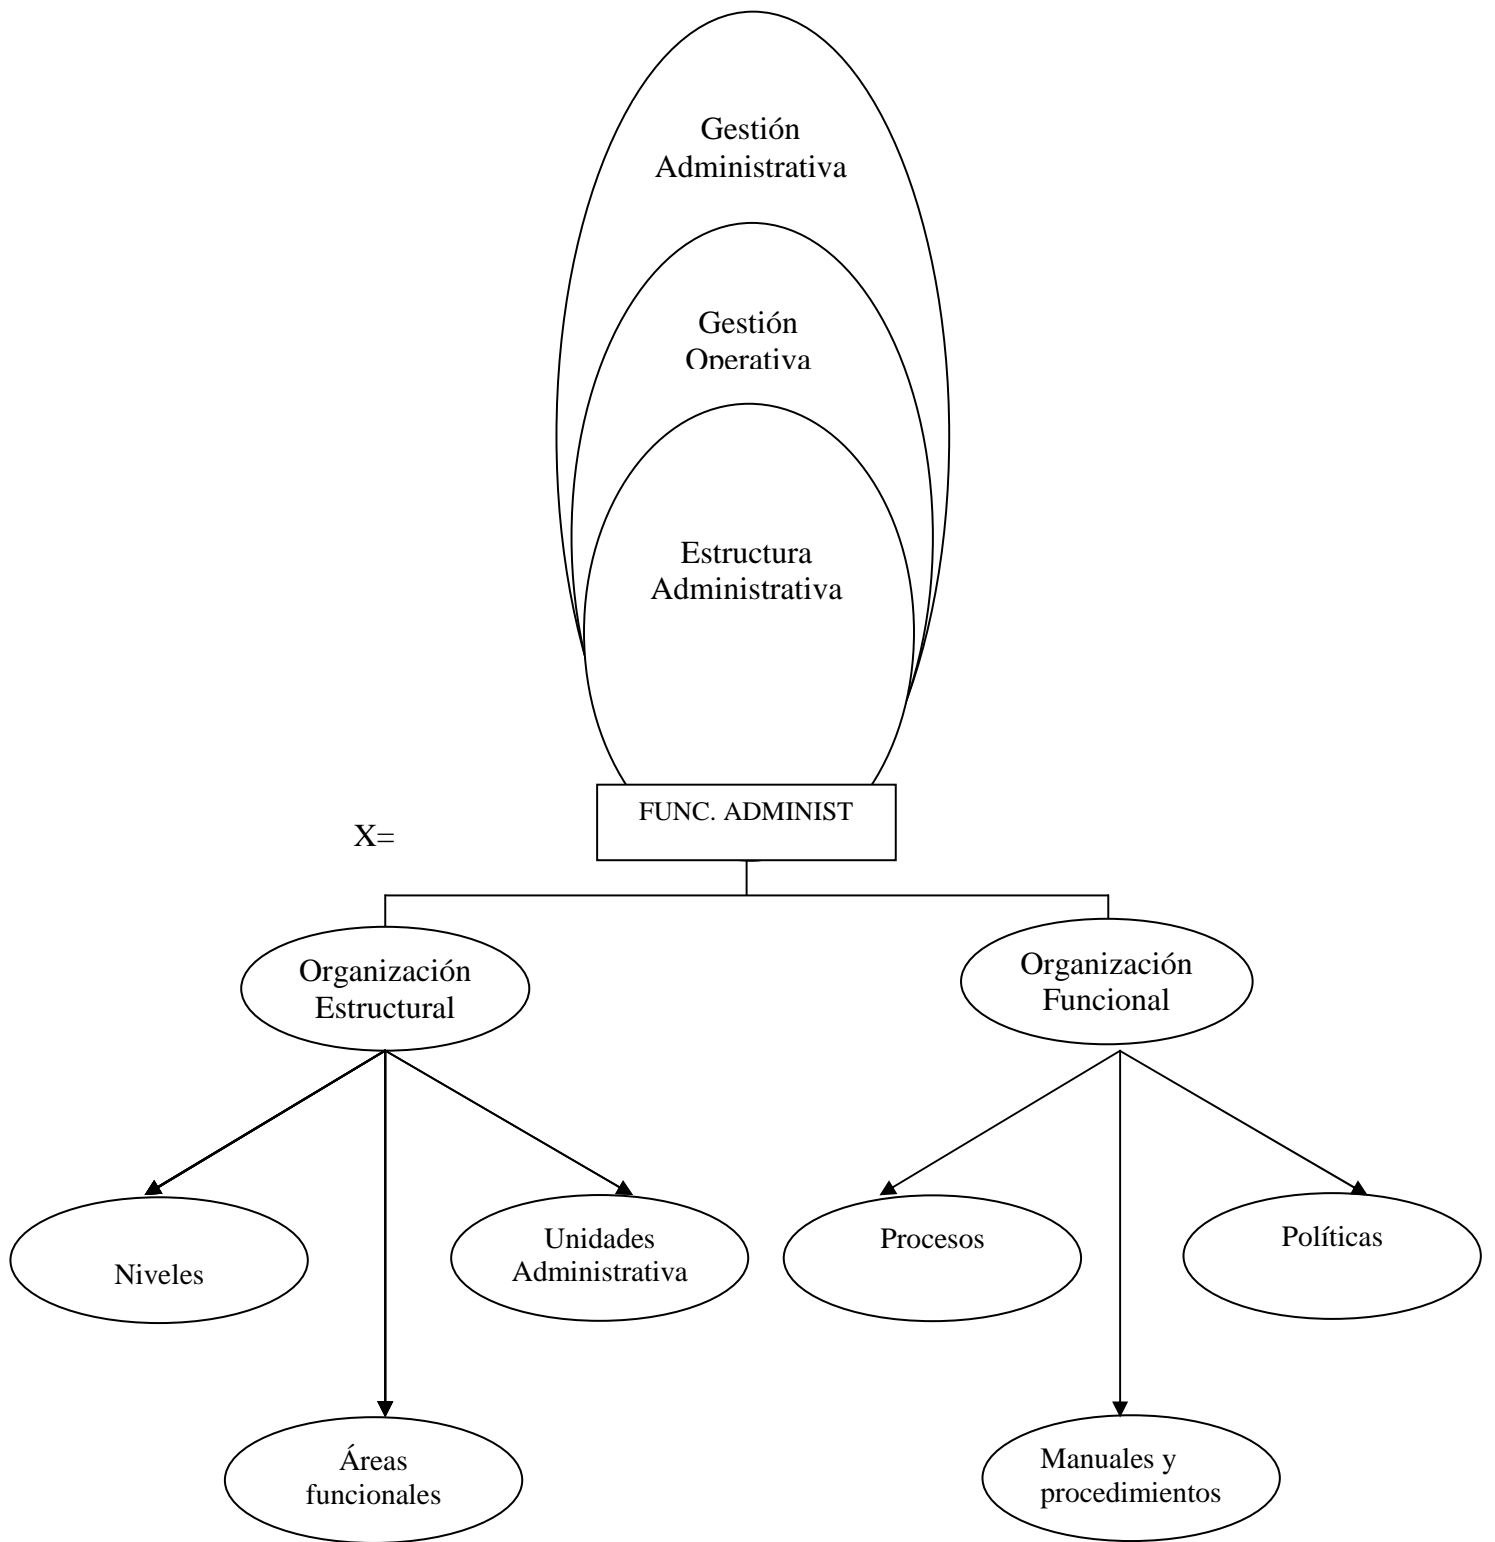 Gestión
Administrativa
Gestión
Operativa
Estructura
Administrativa
FUNC. ADMINIST
X=
Organización
Estructural
Organización
Funcional
Niveles
Unidades
Administrativa
Procesos
Políticas
Áreas
funcionales
Manuales y
procedimientos